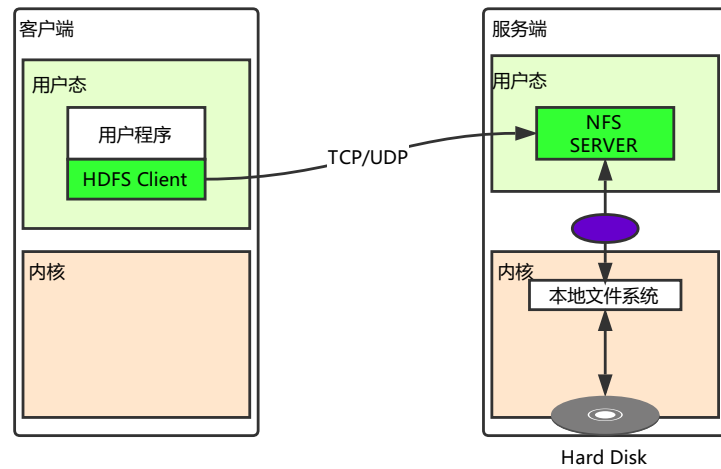 客户端
用户态
用户程序
HDFS Client
内核
TCP/UDP
服务端
用户态
NFS
SERVER
内核
本地文件系统
Hard Disk